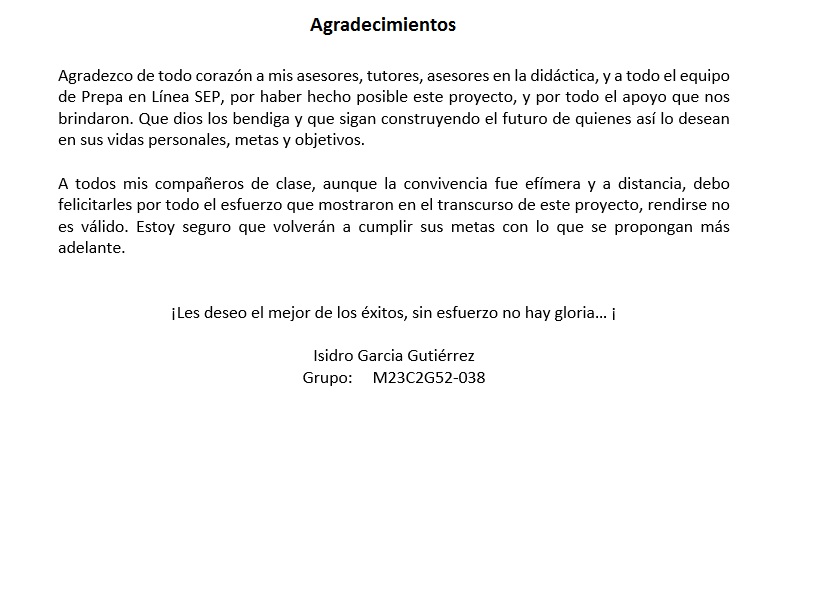 Agradecimientos
Agradezco de todo corazón a mis asesores, tutores, asesores en la didáctica, y a todo el equipo
de Prepa en Línea SEP, por haber hecho posible este proyecto, y por todo el apoyo que nos
brindaron. Que dios los bendiga y que sigan construyendo el futuro de quienes así lo desean
en sus vidas personales, metas y objetivos.
A todos mis compañeros de clase, aunque la convivencia fue efímera y a distancia, debo
felicitarles por todo el esfuerzo que mostraron en el transcurso de este proyecto, rendirse no
es válido. Estoy seguro que volverán a cumplir sus metas con lo que se propongan más
adelante.
¡Les deseo el mejor de los éxitos, sin esfuerzo no hay gloria... ¡
Isidro Garcia Gutiérrez
Grupo: M23C2G52-038